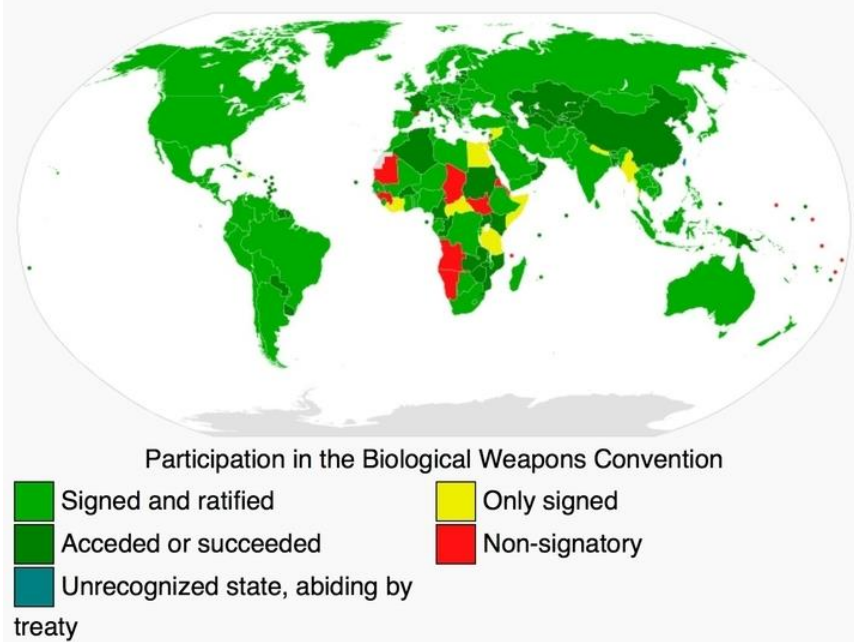 Participation in the Biological Weapons Convention
Signed and ratified
Acceded or succeeded
Unrecognized state, abiding by
treaty
Only signed
Non-signatory